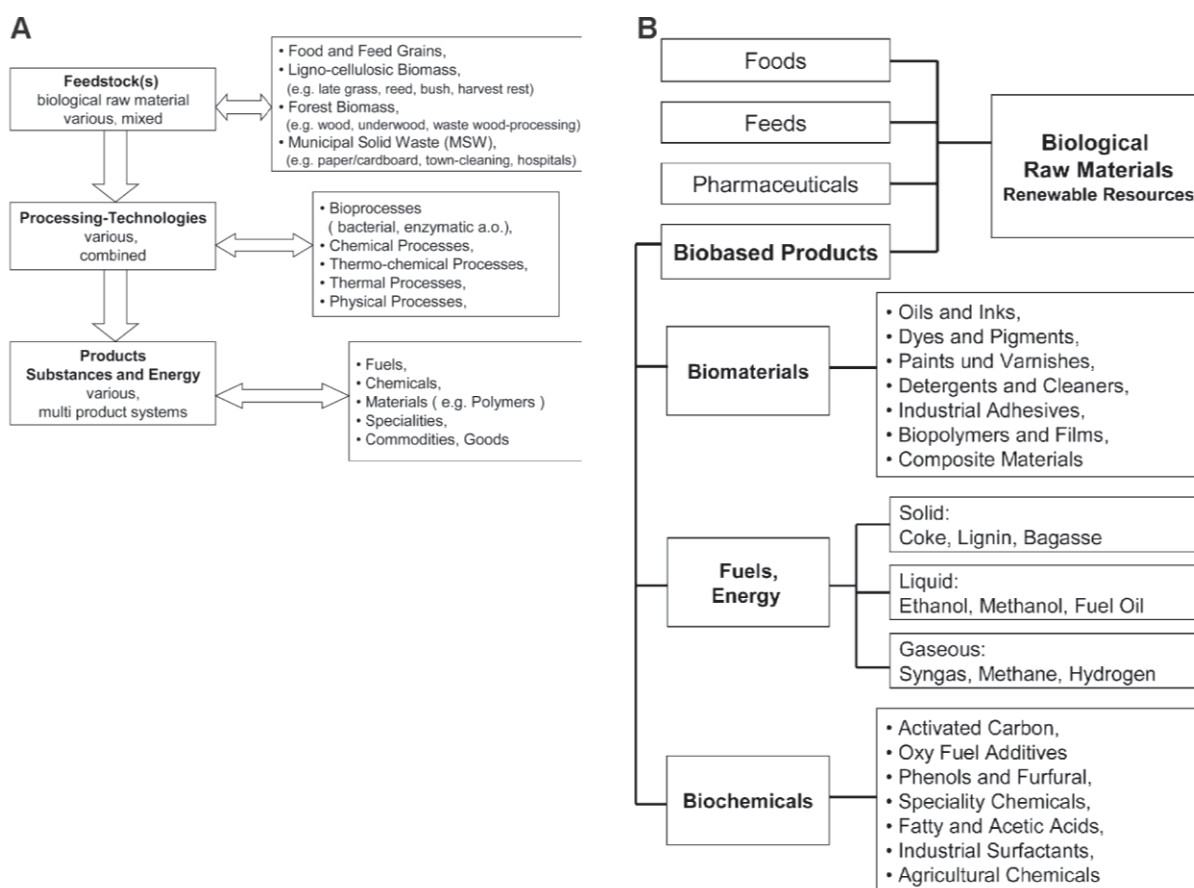 A
Feedstock(s)
biological raw material
various, mixed
• Food and Feed Grains,
• Ligno-cellulosic Biomass,
(e.g. late grass, reed, bush, harvest rest)
• Forest Biomass,
(e.g. wood, underwood, waste wood-processing)
• Municipal Solid Waste (MSW),
(e.g. paper/cardboard, town-cleaning, hospitals)
Processing-Technologies
various,
combined
• Bioprocesses
( bacterial, enzymatic a.o.),
• Chemical Processes,
• Thermo-chemical Processes,
• Thermal Processes,
• Physical Processes,
Products
Substances and Energy
various,
multi product systems
• Fuels,
• Chemicals,
• Materials ( e.g. Polymers )
• Specialities,
• Commodities, Goods
B
Foods
Feeds
Pharmaceuticals
Biobased Products
Biological
Raw Materials
Renewable Resources
Biomaterials
• Oils and Inks,
• Dyes and Pigments,
• Paints und Varnishes,
• Detergents and Cleaners,
• Industrial Adhesives,
• Biopolymers and Films,
• Composite Materials
Fuels,
Energy
Solid:
Coke, Lignin, Bagasse
Liquid:
Ethanol, Methanol, Fuel Oil
Gaseous:
Syngas, Methane, Hydrogen
Biochemicals
• Activated Carbon,
• Oxy Fuel Additives
• Phenols and Furfural,
• Speciality Chemicals,
• Fatty and Acetic Acids,
• Industrial Surfactants,
• Agricultural Chemicals